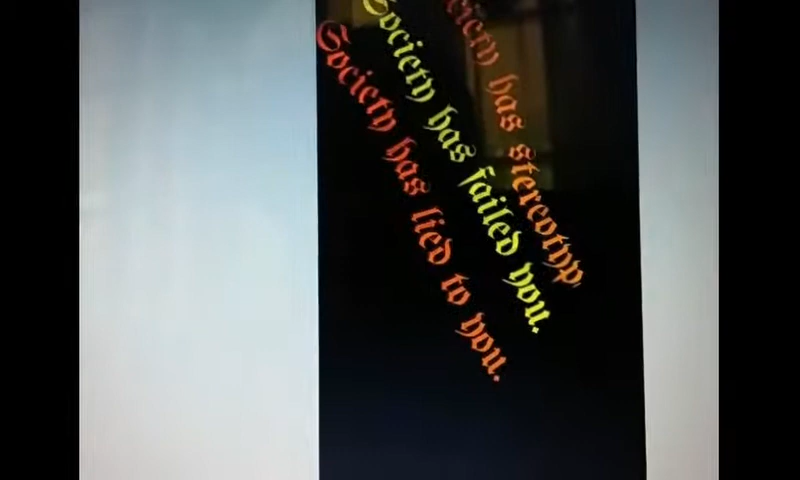 ciety has stereotyp
Society has failed you.
Society has lied to you.